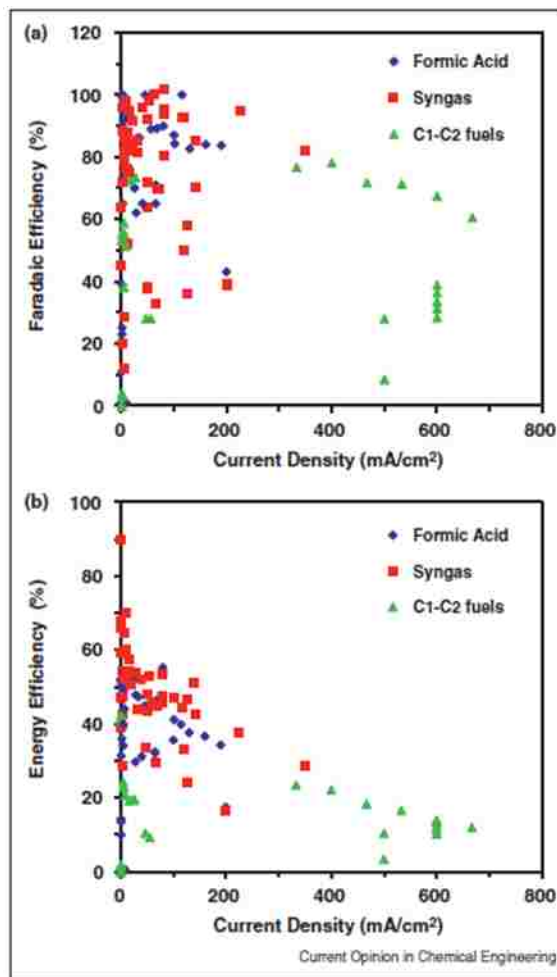 (a)
120
100
80
60
40
20
0
Faradaic Efficiency (%)
Formic Acid
Syngas
C1-C2 fuels
0 200 400 600 800
Current Density (mA/cm²)
(b)
100
80
60
40
20
0
Energy Efficiency (%)
Formic Acid
Syngas
C1-C2 fuels
0 200 400 600 800
Current Density (mA/cm²)
Current Opinion in Chemical Engineering